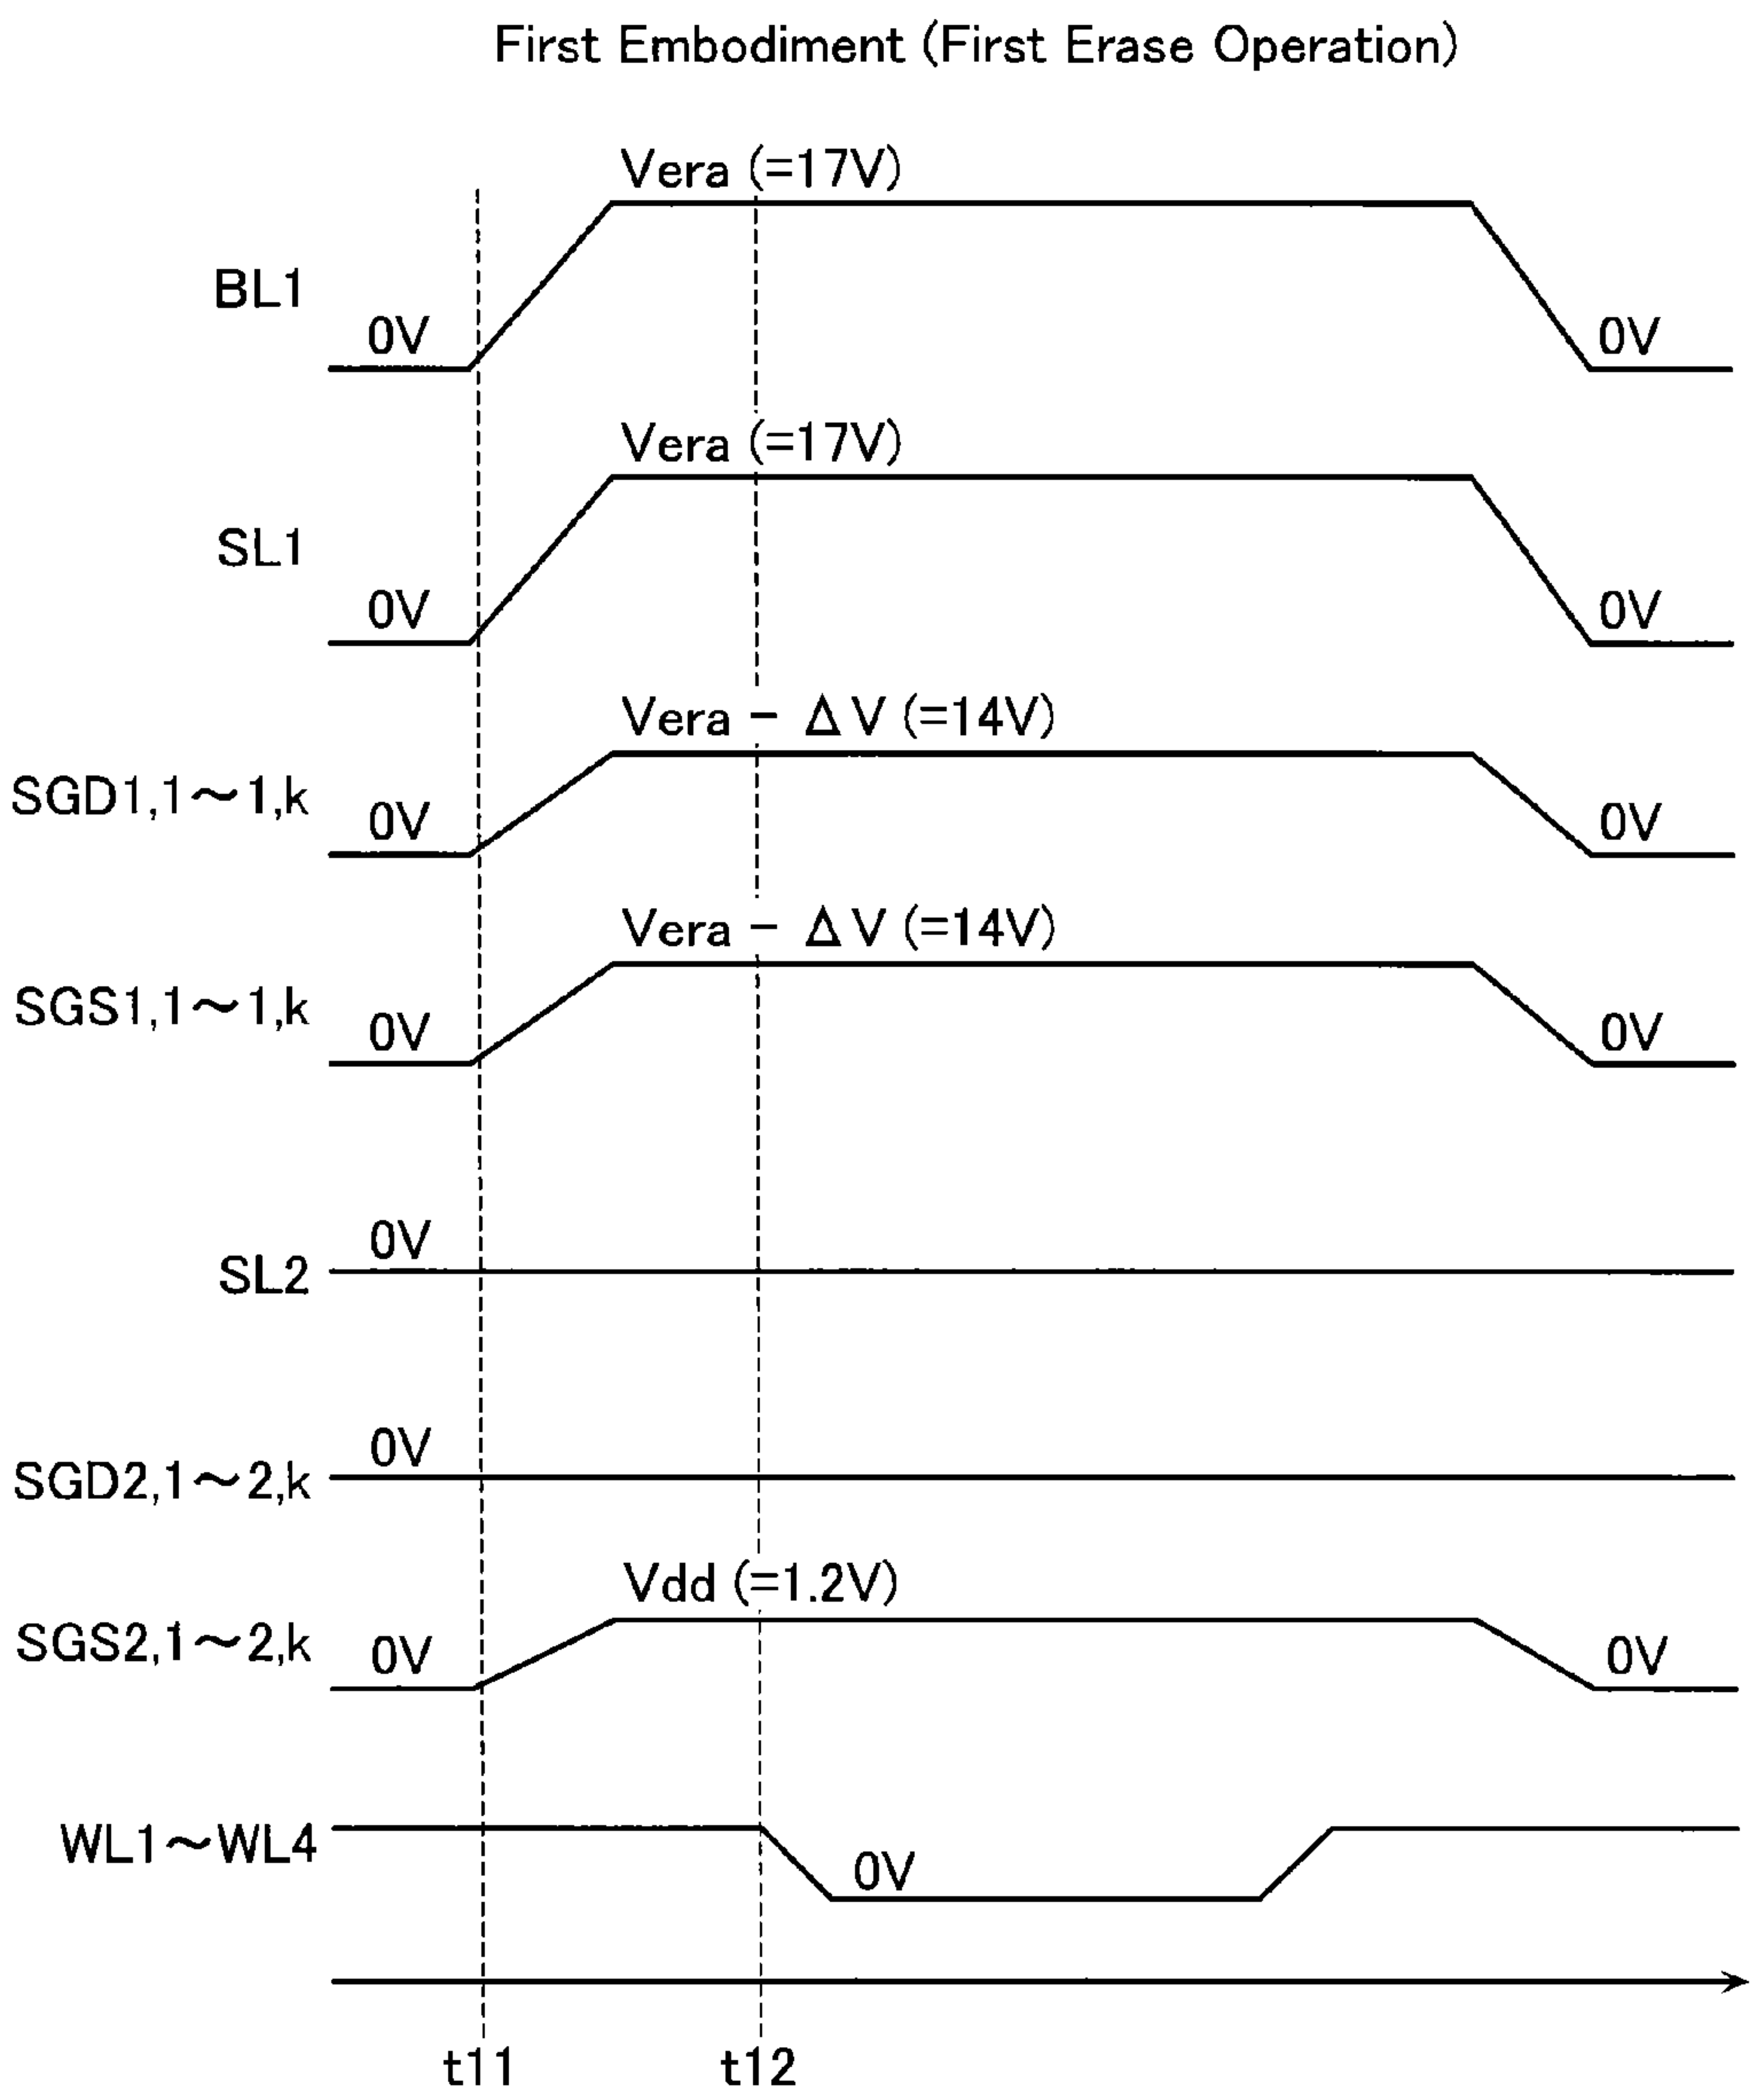 First Embodiment (First Erase Operation)
Vera (=17V)
BL1
0V
0V
Vera (=17V)
SL1
0V
0V
Vera − ΔV (=14V)
SGD1,1～1,k
0V
0V
Vera − ΔV (=14V)
SGS1,1～1,k
0V
0V
0V
SL2
0V
SGD2,1～2,k
Vdd (=1.2V)
SGS2,1～2,k
0V
0V
WL1～WL4
0V
t11
t12